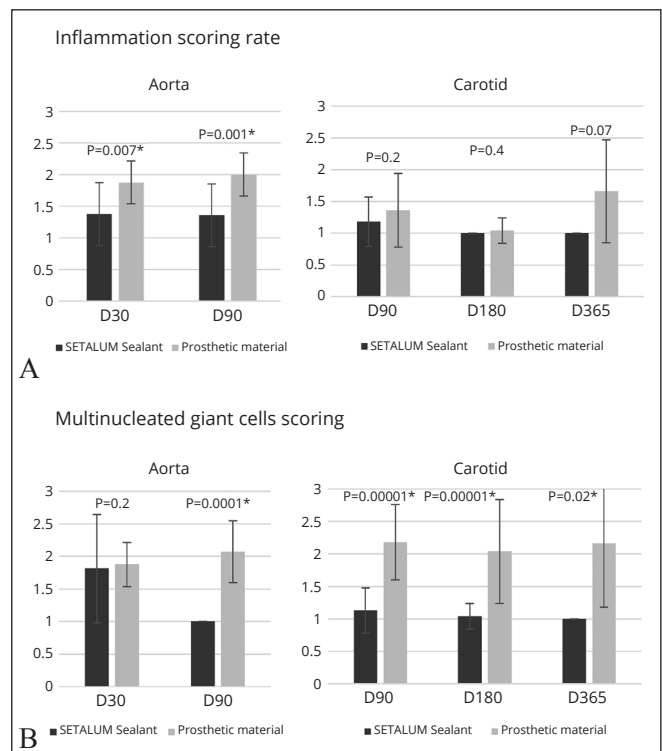 Inflammation scoring rate
Aorta
3
2.5
2
1.5
1
0.5
0
P=0.007*
P=0.001*
D30
D90
SETALUM Sealant
Prosthetic material
Carotid
3
2.5
2
1.5
1
0.5
0
P=0.2
P=0.4
P=0.07
D90
D180
D365
SETALUM Sealant
Prosthetic material
A
Multinucleated giant cells scoring
Aorta
3
2.5
2
1.5
1
0.5
0
P=0.2
P=0.0001*
D30
D90
SETALUM Sealant
Prosthetic material
Carotid
3
2.5
2
1.5
1
0.5
0
P=0.00001*
P=0.00001*
P=0.02*
D90
D180
D365
SETALUM Sealant
Prosthetic material
B